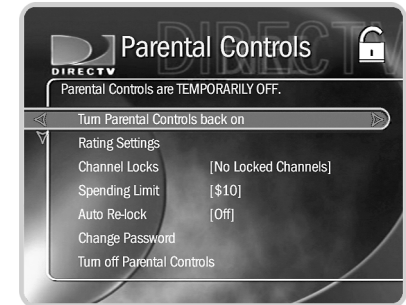 DIRECTV
Parental Controls
DIRECTV
Parental Controls are TEMPORARILY OFF.
Turn Parental Controls back on
Rating Settings
Channel Locks [No Locked Channels]
Spending Limit [$10]
Auto Re-lock [Off]
Change Password
Turn off Parental Controls